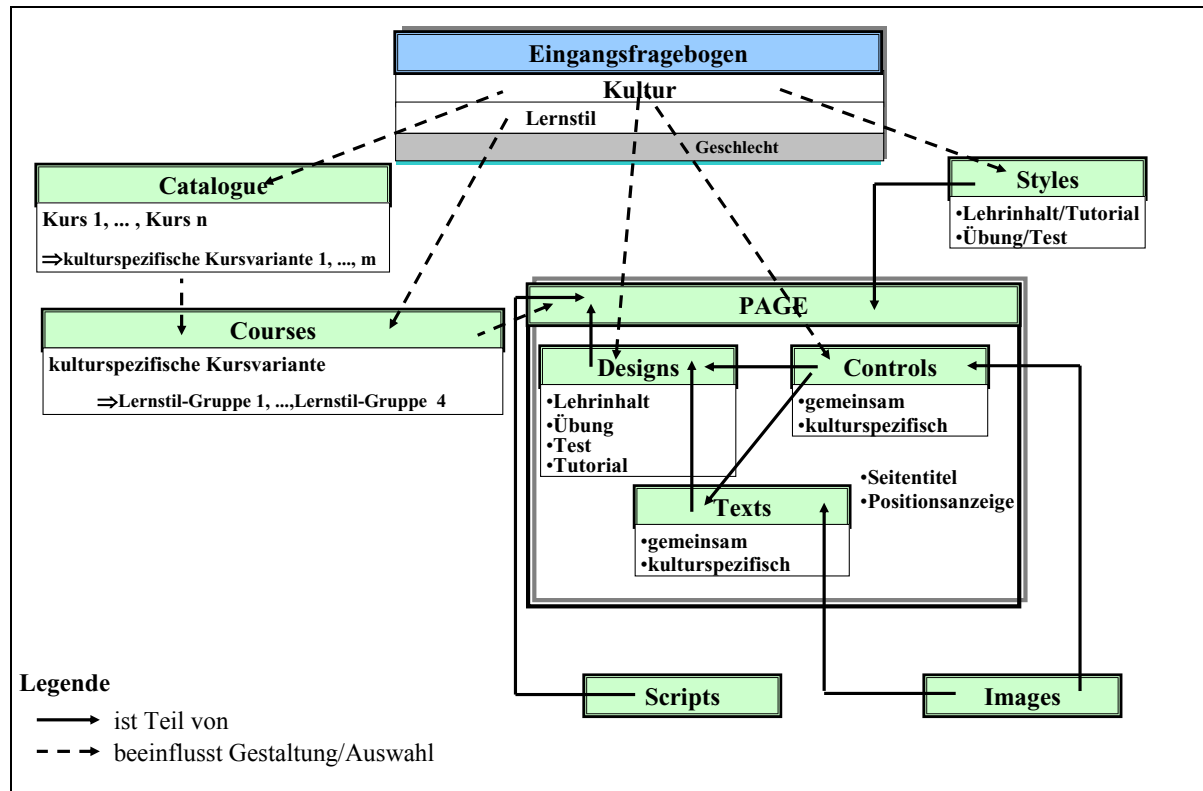 Eingangsfragebogen
Kultur
Lernstil
Geschlecht
Catalogue
Kurs 1, ... , Kurs n
⇒kulturspezifische Kursvariante 1, ..., m
Styles
•Lehrinhalt/Tutorial
•Übung/Test
Courses
kulturspezifische Kursvariante
⇒Lernstil-Gruppe 1, ...,Lernstil-Gruppe 4
PAGE
Designs
•Lehrinhalt
•Übung
•Test
•Tutorial
Controls
•gemeinsam
•kulturspezifisch
•Seitentitel
•Positionsanzeige
Texts
•gemeinsam
•kulturspezifisch
Scripts
Images
Legende
ist Teil von
beeinflusst Gestaltung/Auswahl